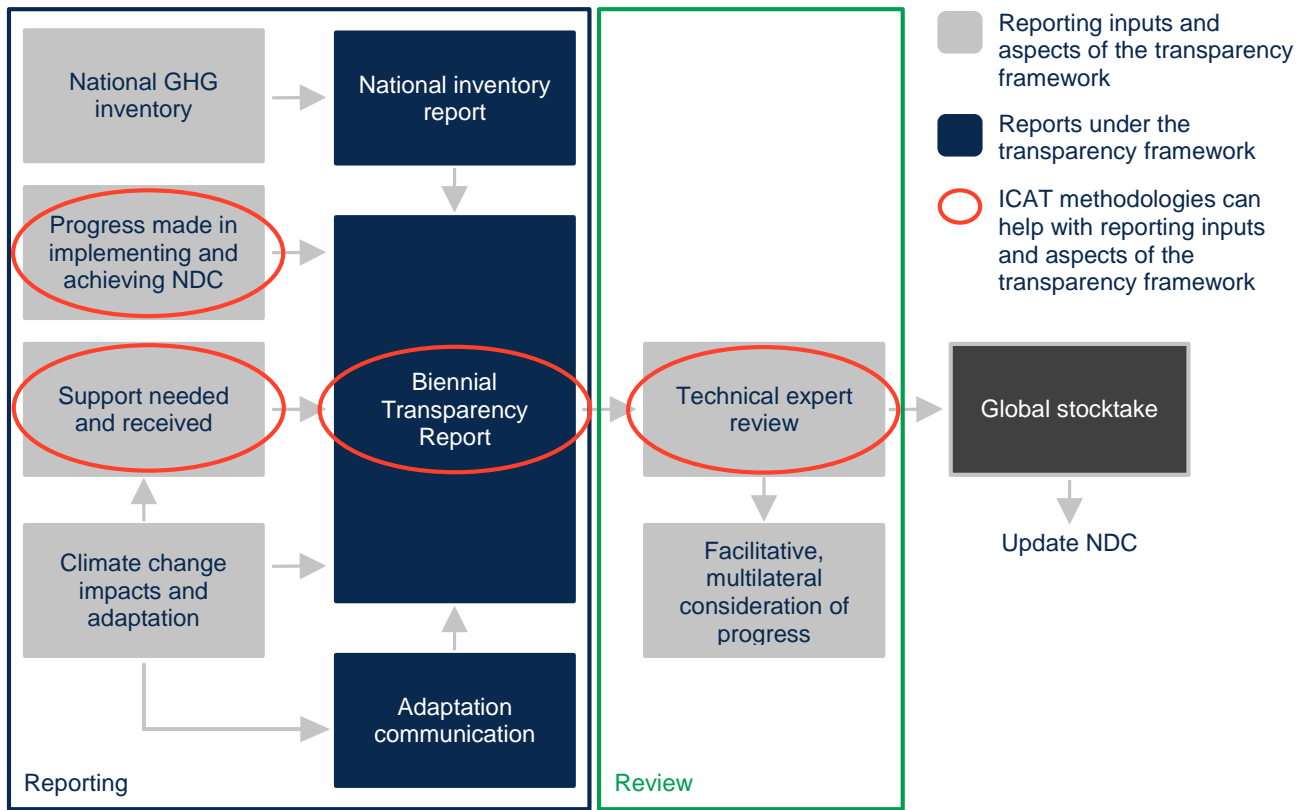 National GHG
inventory
National inventory
report
Progress made in
implementing and
achieving NDC
Support needed
and received
Biennial
Transparency
Report
Climate change
impacts and
adaptation
Adaptation
communication
Reporting
Technical expert
review
Facilitative,
multilateral
consideration of
progress
Review
Global stocktake
Update NDC
Reporting inputs and
aspects of the transparency
framework
Reports under the
transparency framework
ICAT methodologies can
help with reporting inputs
and aspects of the
transparency framework